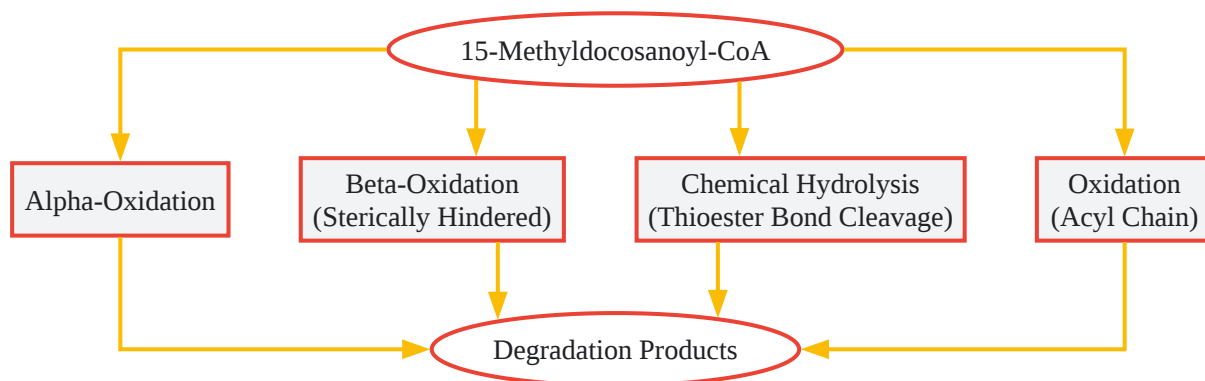 15-Methyldocosanoyl-CoA
Alpha-Oxidation
Beta-Oxidation
(Sterically Hindered)
Chemical Hydrolysis
(Thioester Bond Cleavage)
Oxidation
(Acyl Chain)
Degradation Products